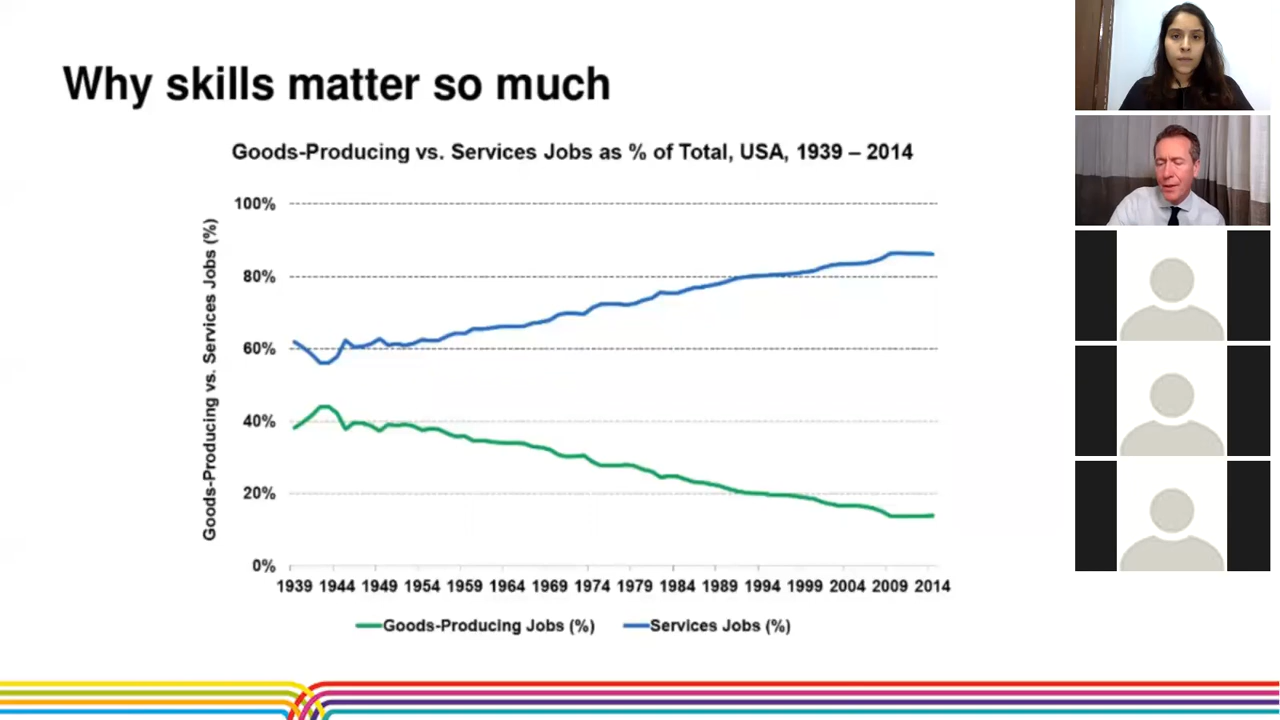 Why skills matter so much
Goods-Producing vs. Services Jobs as % of Total, USA, 1939 – 2014
Goods-Producing vs. Services Jobs (%)
100%
80%
60%
40%
20%
0%
1939 1944 1949 1954 1959 1964 1969 1974 1979 1984 1989 1994 1999 2004 2009 2014
Goods-Producing Jobs (%) Services Jobs (%)